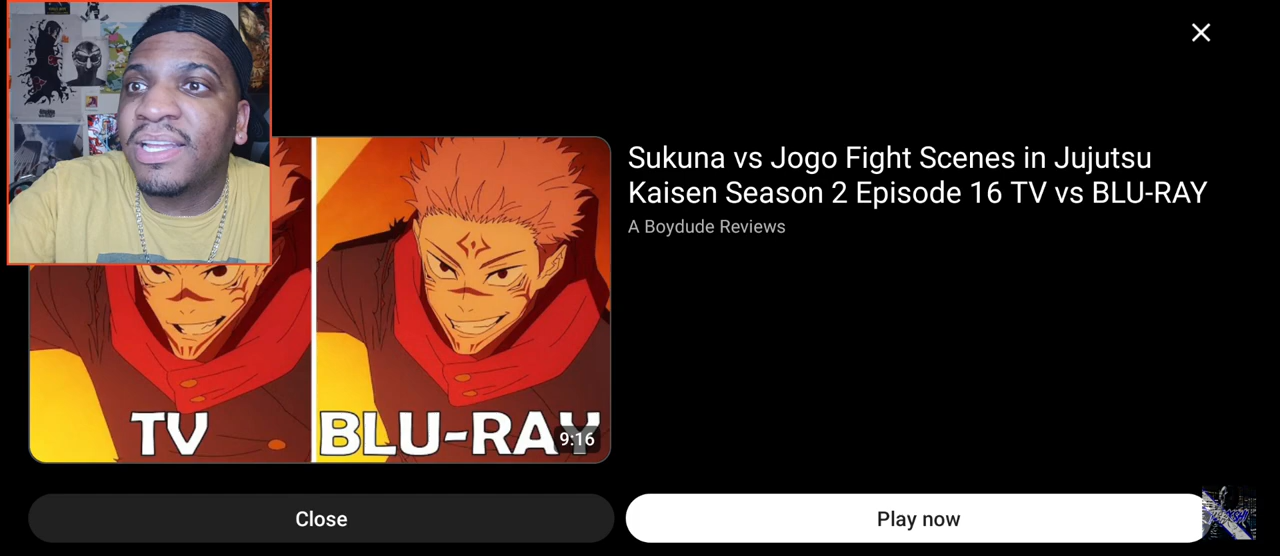 Sukuna vs Jogo Fight Scenes in Jujutsu
Kaisen Season 2 Episode 16 TV vs BLU-RAY
A Boydude Reviews
TV
BLU-RAY
9:16
Close
Play now